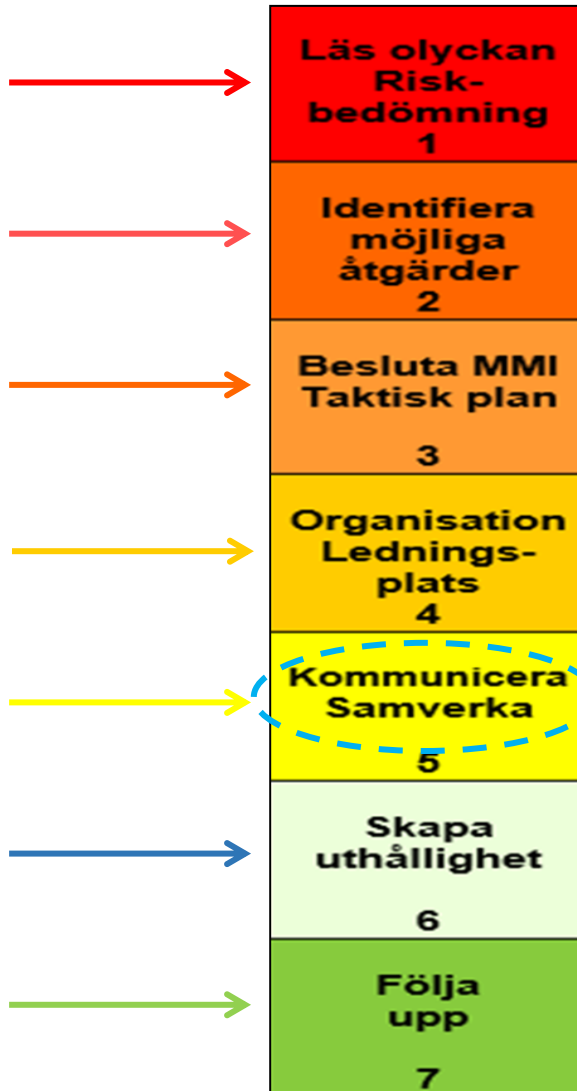 Läs olyckan
Risk-
bedömning
1
Identifiera
möjliga
åtgärder
2
Besluta MMI
Taktisk plan
3
Organisation
Lednings-
plats
4
Kommunicera
Samverka
5
Skapa
uthållighet
6
Följa
upp
7